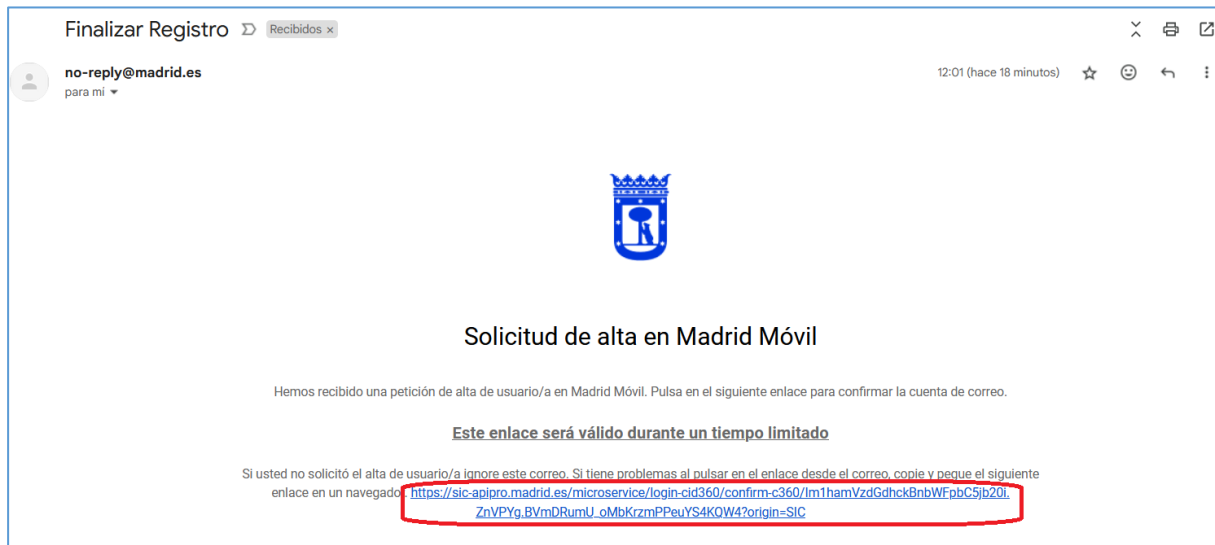 Finalizar Registro Recibidos ×
no-reply@madrid.es 12:01 (hace 18 minutos)
para mí
Solicitud de alta en Madrid Móvil
Hemos recibido una petición de alta de usuario/a en Madrid Móvil. Pulsa en el siguiente enlace para confirmar la cuenta de correo.
Este enlace será válido durante un tiempo limitado
Si usted no solicitó el alta de usuario/a ignore este correo. Si tiene problemas al pulsar en el enlace desde el correo, copie y pegue el siguiente
enlace en un navegador. https://sic-apipro.madrid.es/microservice/login-cid360/confirm-c360/Im1hamVzdGdhckBnbWFpbC5jb20i.
ZnVPYg.BVmDRumU_oMbKrzmPPeuYS4KQW4?origin=SIC